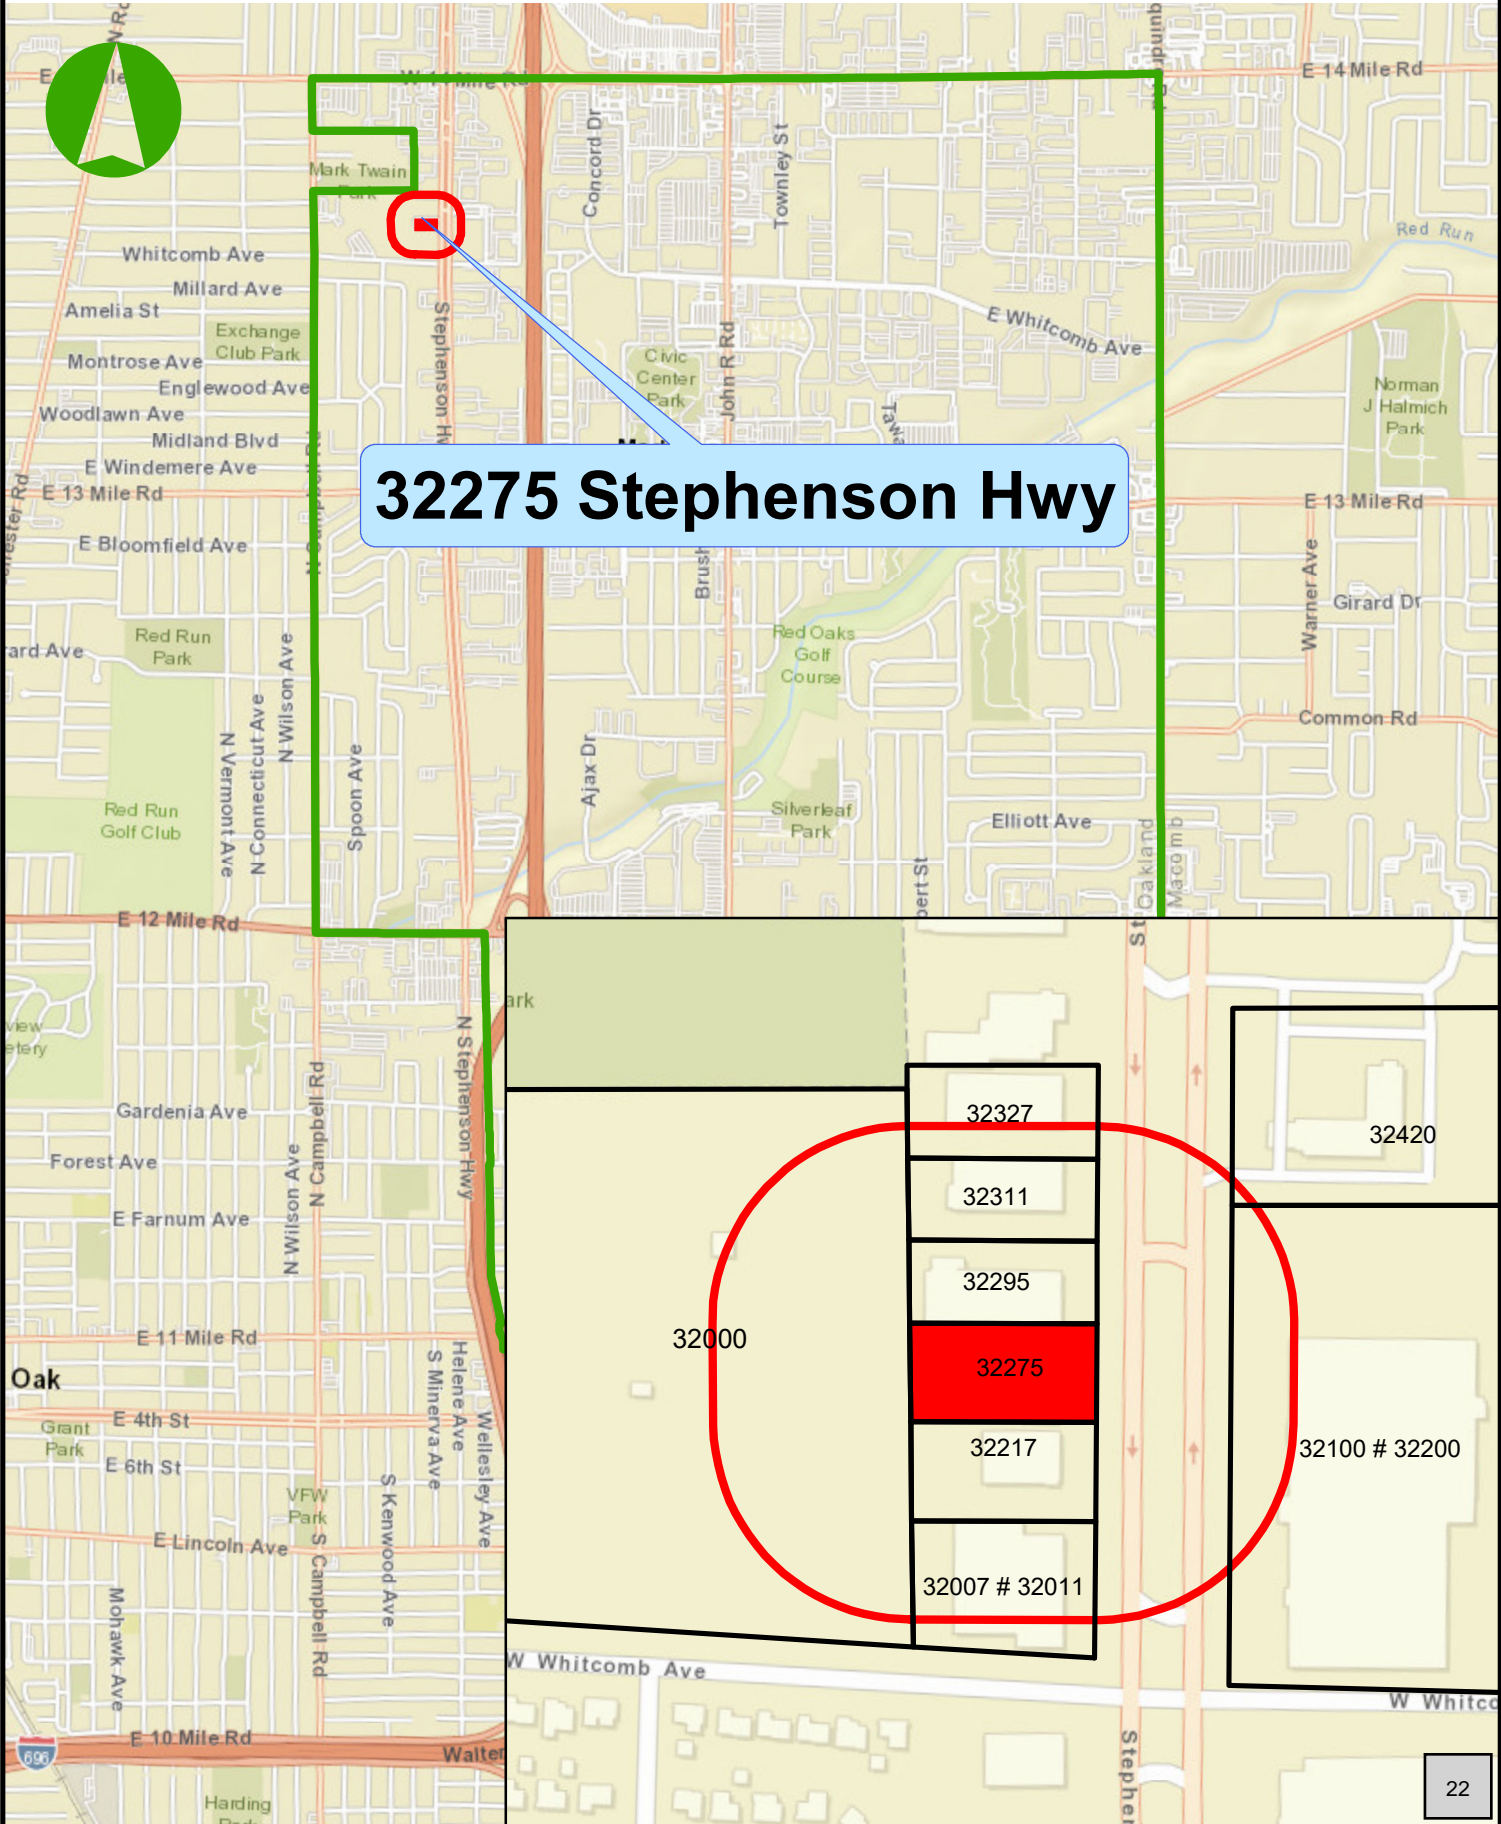 E 14 Mile Rd
Mark Twain
Park
Concord Dr
Townley St
Red Run
Whitcomb Ave
Millard Ave
Amelia St
Exchange
Club Park
Montrose Ave
Englewood Ave
Woodlawn Ave
Midland Blvd
E Windemere Ave
E 13 Mile Rd
E Bloomfield Ave
Civic
Center
Park
John R Rd
E Whitcomb Ave
Norman
J Halmich
Park
32275 Stephenson Hwy
E 13 Mile Rd
Warner Ave
Girard Dr
Common Rd
Red Run
Park
N Wilson Ave
N Connecticut Ave
N Vermont Ave
Spoon Ave
Red Run
Golf Club
Red Oaks
Golf
Course
Ajax Dr
Silverleaf
Park
Elliott Ave
Oakland
Macomb
E 12 Mile Rd
N Stephenson Hwy
N Campbell Rd
Gardenia Ave
Forest Ave
N Wilson Ave
E Farnum Ave
E 11 Mile Rd
Oak
Helene Ave
S Minerva Ave
Wellesley Ave
Grant
Park
E 4th St
E 6th St
VFW
Park
S Kenwood Ave
E Lincoln Ave
S Campbell Rd
Mohawk Ave
E 10 Mile Rd
696
Harding
32327
32311
32295
32275
32217
32007 # 32011
32000
32420
32100 # 32200
W Whitcomb Ave
22